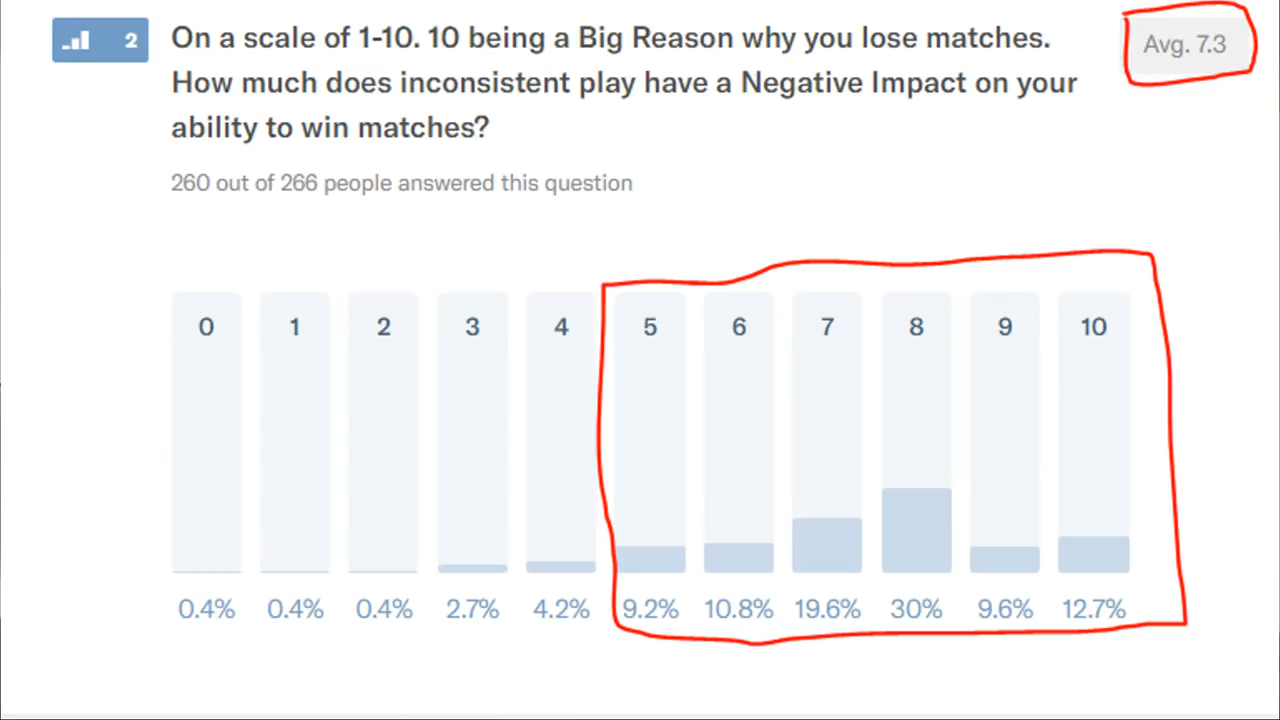 2
On a scale of 1-10. 10 being a Big Reason why you lose matches.
Avg. 7.3
How much does inconsistent play have a Negative Impact on your
ability to win matches?
260 out of 266 people answered this question
0 1 2 3 4 5 6 7 8 9 10
0.4% 0.4% 0.4% 2.7% 4.2% 9.2% 10.8% 19.6% 30% 9.6% 12.7%